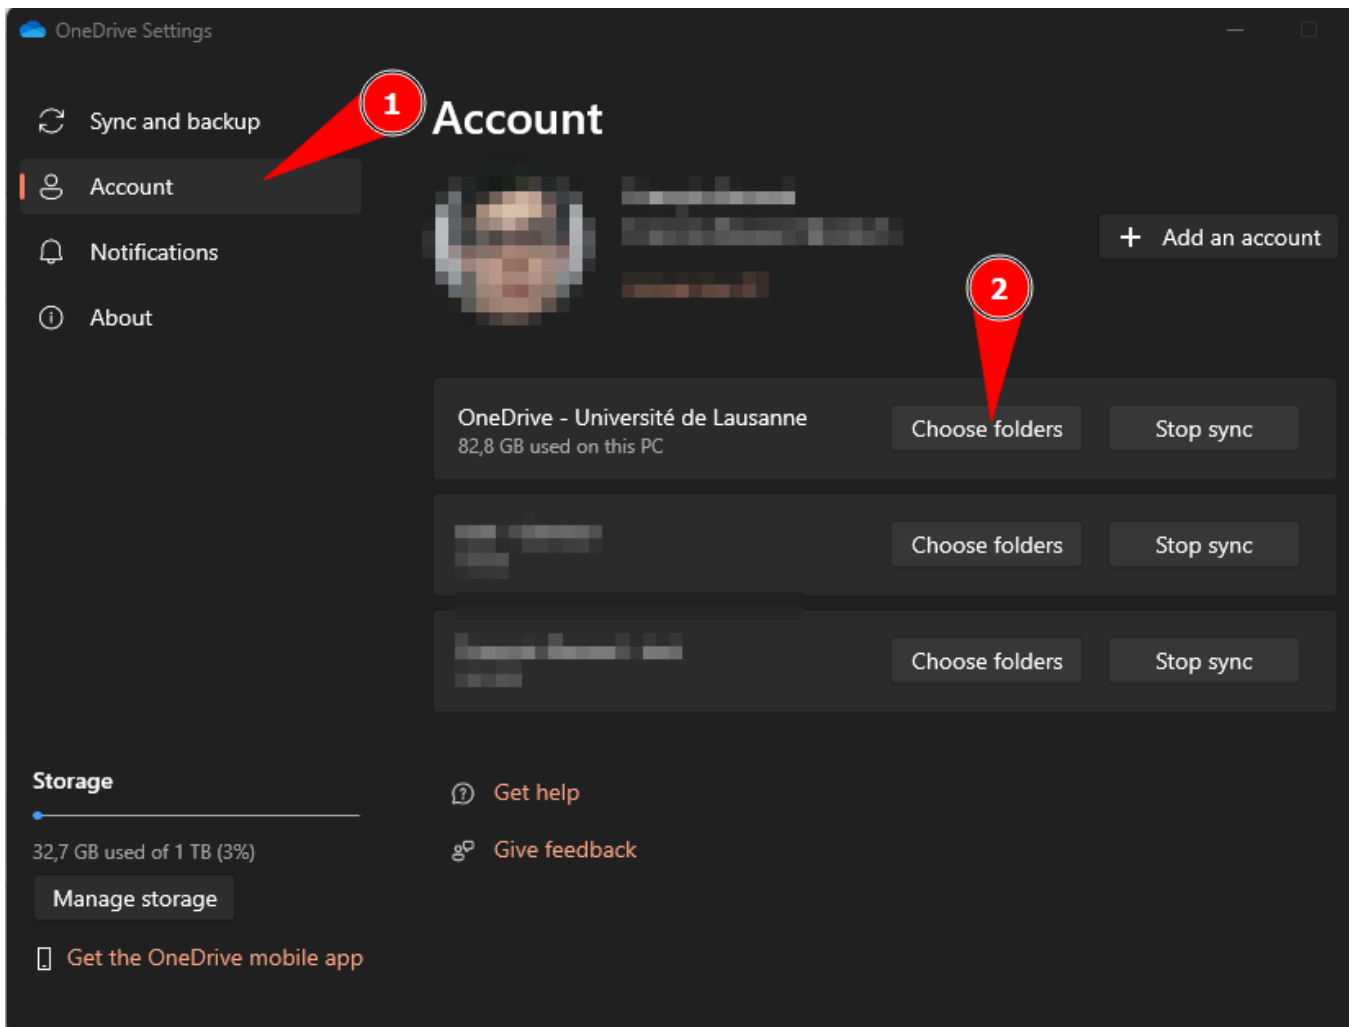 OneDrive Settings
Sync and backup
Account
Notifications
About
1
Account
+ Add an account
2
OneDrive - Université de Lausanne
82,8 GB used on this PC
Choose folders
Stop sync
Choose folders
Stop sync
Choose folders
Stop sync
Storage
32,7 GB used of 1 TB (3%)
Manage storage
Get the OneDrive mobile app
Get help
Give feedback